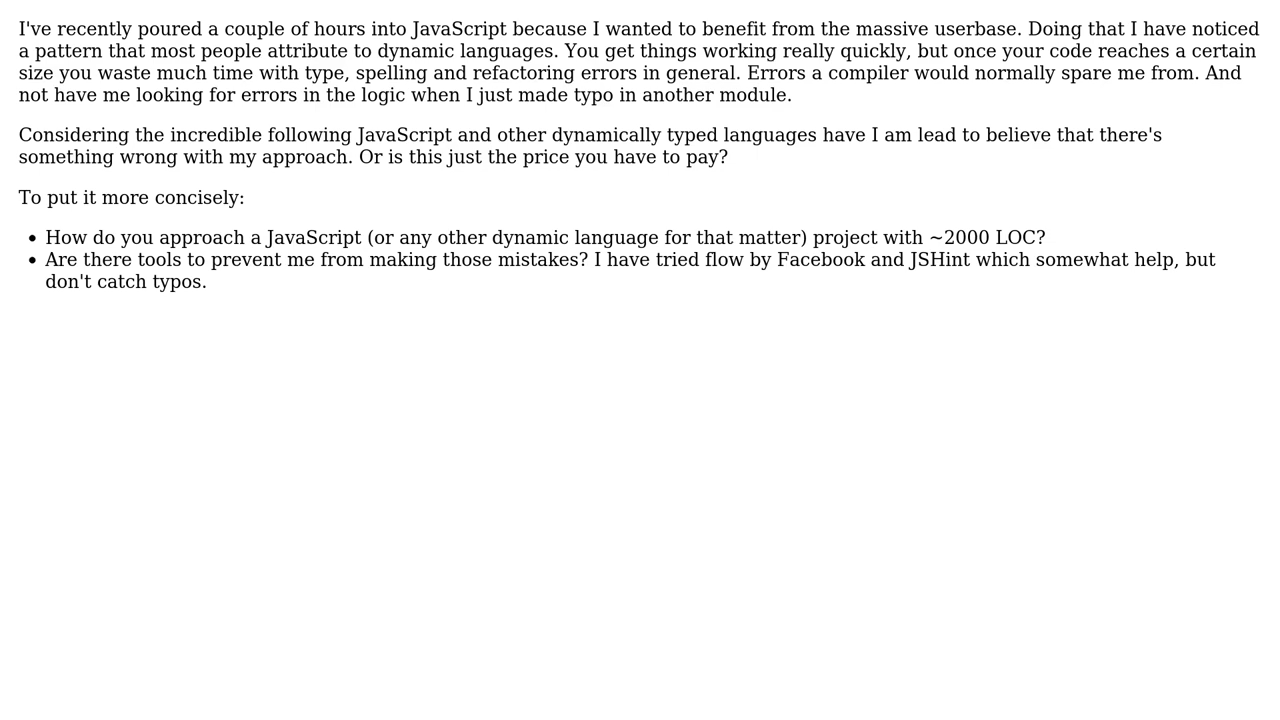 I've recently poured a couple of hours into JavaScript because I wanted to benefit from the massive userbase. Doing that I have noticed
a pattern that most people attribute to dynamic languages. You get things working really quickly, but once your code reaches a certain
size you waste much time with type, spelling and refactoring errors in general. Errors a compiler would normally spare me from. And
not have me looking for errors in the logic when I just made typo in another module.
Considering the incredible following JavaScript and other dynamically typed languages have I am lead to believe that there's
something wrong with my approach. Or is this just the price you have to pay?
To put it more concisely:
• How do you approach a JavaScript (or any other dynamic language for that matter) project with ~2000 LOC?
• Are there tools to prevent me from making those mistakes? I have tried flow by Facebook and JSHint which somewhat help, but
don't catch typos.